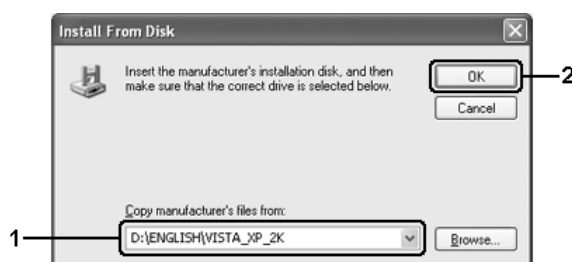 Install From Disk
Insert the manufacturer's installation disk, and then
make sure that the correct drive is selected below.
OK
2
Cancel
Copy manufacturer's files from:
1
D:\ENGLISH\VISTA_XP_2K
Browse...